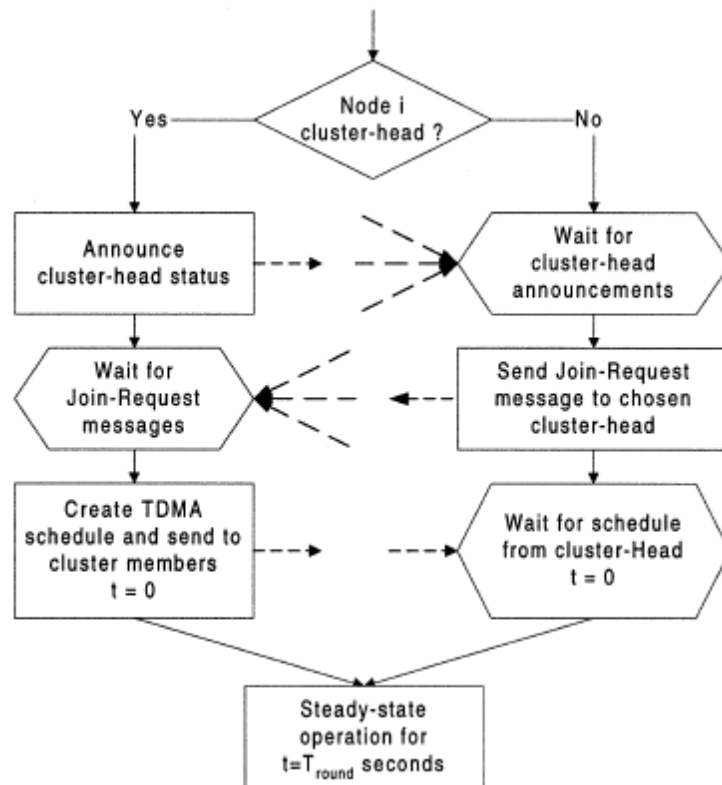 Node i
cluster-head ?
Yes
No
Announce
cluster-head status
Wait for
cluster-head
announcements
Wait for
Join-Request
messages
Send Join-Request
message to chosen
cluster-head
Create TDMA
schedule and send to
cluster members
t = 0
Wait for schedule
from cluster-Head
t = 0
Steady-state
operation for
t=Tround seconds